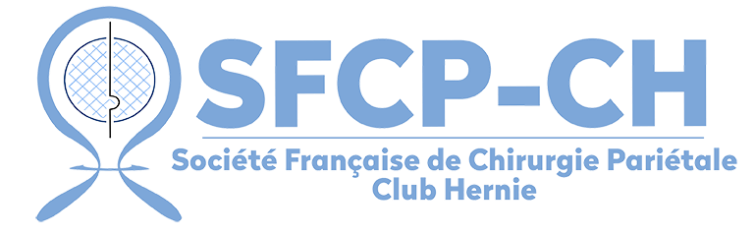 SFCP-CH
Société Française de Chirurgie Pariétale
Club Hernie